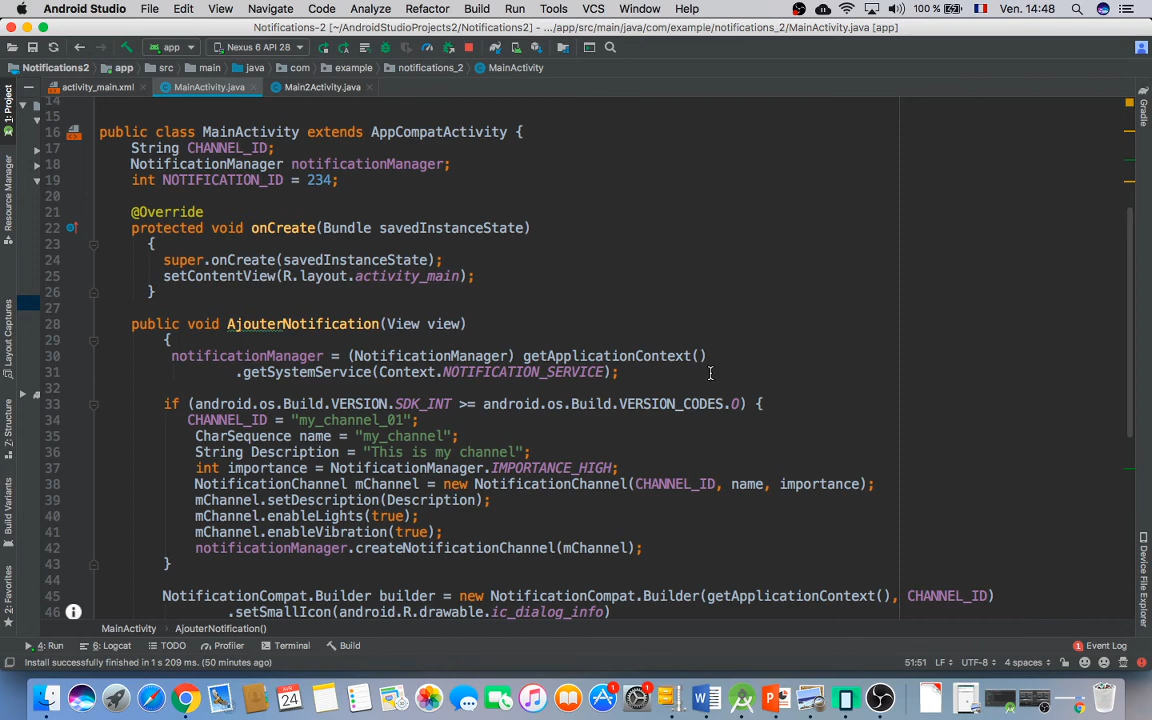 Android Studio File Edit View Navigate Code Analyze Refactor Build Run Tools VCS Window Help 100 % Ven. 14:48
Notifications-2 [~/AndroidStudioProjects2/Notifications2] - .../app/src/main/java/com/example/notifications_2/MainActivity.java [app]
app Nexus 6 API 28
Notifications2 app src main java com example notifications_2 MainActivity
activity_main.xml MainActivity.java Main2Activity.java
1: Project
Resource Manager
Layout Captures
7: Structure
Build Variants
2: Favorites
14
15
16 public class MainActivity extends AppCompatActivity {
17 String CHANNEL_ID;
18 NotificationManager notificationManager;
19 int NOTIFICATION_ID = 234;
20
21 @Override
22 protected void onCreate(Bundle savedInstanceState)
23 {
24 super.onCreate(savedInstanceState);
25 setContentView(R.layout.activity_main);
26 }
27
28 public void AjouterNotification(View view)
29 {
30 notificationManager = (NotificationManager) getApplicationContext()
31 .getSystemService(Context.NOTIFICATION_SERVICE);
32
33 if (android.os.Build.VERSION.SDK_INT >= android.os.Build.VERSION_CODES.O) {
34 CHANNEL_ID = "my_channel_01";
35 CharSequence name = "my_channel";
36 String Description = "This is my channel";
37 int importance = NotificationManager.IMPORTANCE_HIGH;
38 NotificationChannel mChannel = new NotificationChannel(CHANNEL_ID, name, importance);
39 mChannel.setDescription(Description);
40 mChannel.enableLights(true);
41 mChannel.enableVibration(true);
42 notificationManager.createNotificationChannel(mChannel);
43 }
44
45 NotificationCompat.Builder builder = new NotificationCompat.Builder(getApplicationContext(), CHANNEL_ID)
46 .setSmallIcon(android.R.drawable.ic_dialog_info)
Gradle
Device File Explorer
MainActivity AjouterNotification()
4: Run 6: Logcat TODO Profiler Terminal Build 1 Event Log
Install successfully finished in 1 s 209 ms. (50 minutes ago) 51:51 LF UTF-8 4 spaces
AVR.
24
1
1